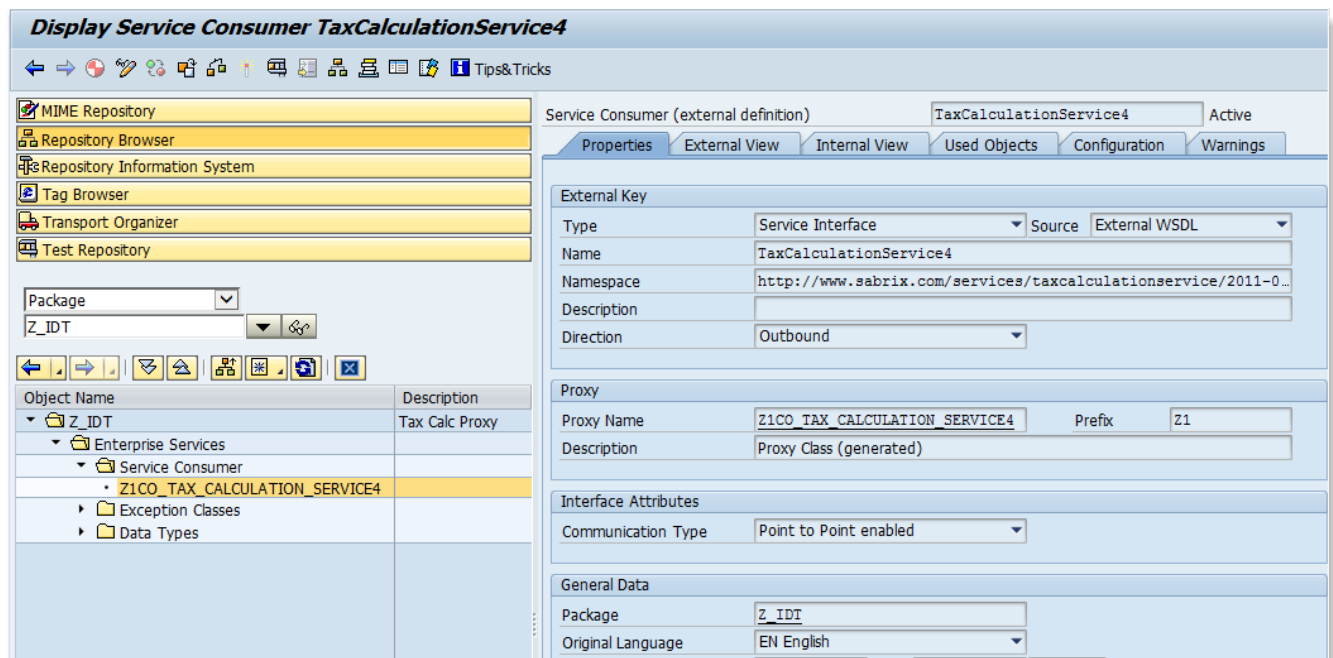 Display Service Consumer TaxCalculationService4
Tips&Tricks
MIME Repository
Repository Browser
Repository Information System
Tag Browser
Transport Organizer
Test Repository
Package
Z_IDT
Object Name Description
Z_IDT Tax Calc Proxy
Enterprise Services
Service Consumer
Z1CO_TAX_CALCULATION_SERVICE4
Exception Classes
Data Types
Service Consumer (external definition) TaxCalculationService4 Active
Properties External View Internal View Used Objects Configuration Warnings
External Key
Type Service Interface Source External WSDL
Name TaxCalculationService4
Namespace http://www.sabrix.com/services/taxcalculationservice/2011-0…
Description
Direction Outbound
Proxy
Proxy Name Z1CO_TAX_CALCULATION_SERVICE4 Prefix Z1
Description Proxy Class (generated)
Interface Attributes
Communication Type Point to Point enabled
General Data
Package Z_IDT
Original Language EN English